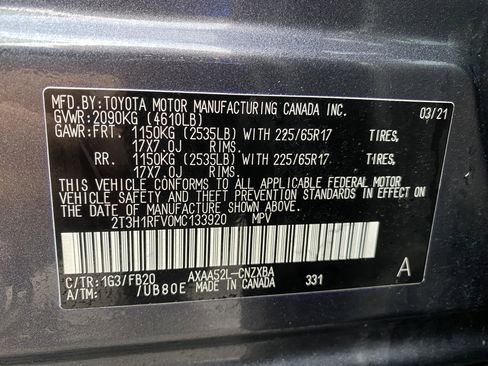 MFD.BY:TOYOTA MOTOR MANUFACTURING CANADA INC. 03/21
GVWR:2090KG (4610LB)
GAWR:FRT. 1150KG (2535LB) WITH 225/65R17 TIRES,
17X7.0J RIMS.
RR. 1150KG (2535LB) WITH 225/65R17 TIRES,
17X7.0J RIMS.
THIS VEHICLE CONFORMS TO ALL APPLICABLE FEDERAL MOTOR
VEHICLE SAFETY AND THEFT PREVENTION STANDARDS IN EFFECT
ON THE DATE OF MANUFACTURE SHOWN ABOVE.
2T3H1RFV0MC133920 MPV
C/TR:1G3/FB20 AXAA52L-CNZXBA 331 A
A/TM: /UB80E MADE IN CANADA